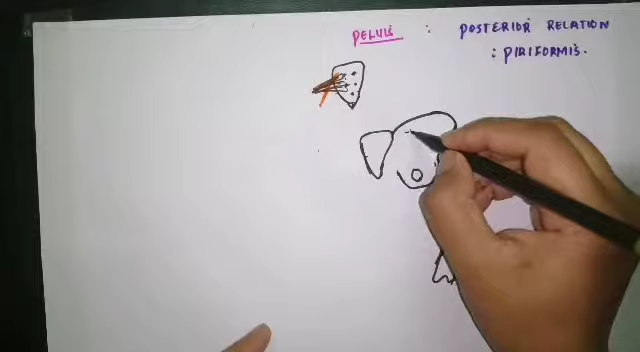 PELVIS : POSTERIOR RELATION
: PIRIFORMIS.